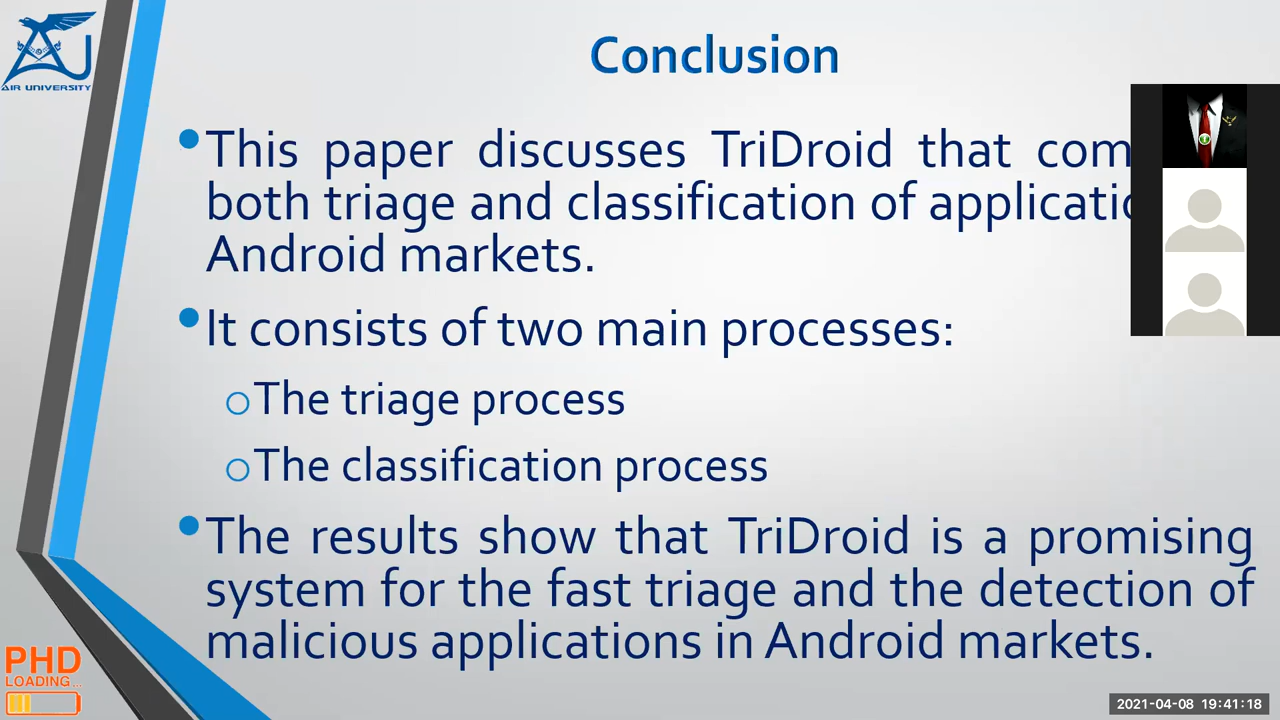 Conclusion
AIR UNIVERSITY
This paper discusses TriDroid that
both triage and classification of
Android markets.
It consists of two main processes:
The triage process
The classification process
The results show that TriDroid is a promising
system for the fast triage and the detection of
malicious applications in Android markets.
PHD
LOADING...
2021-04-08 19:41:18